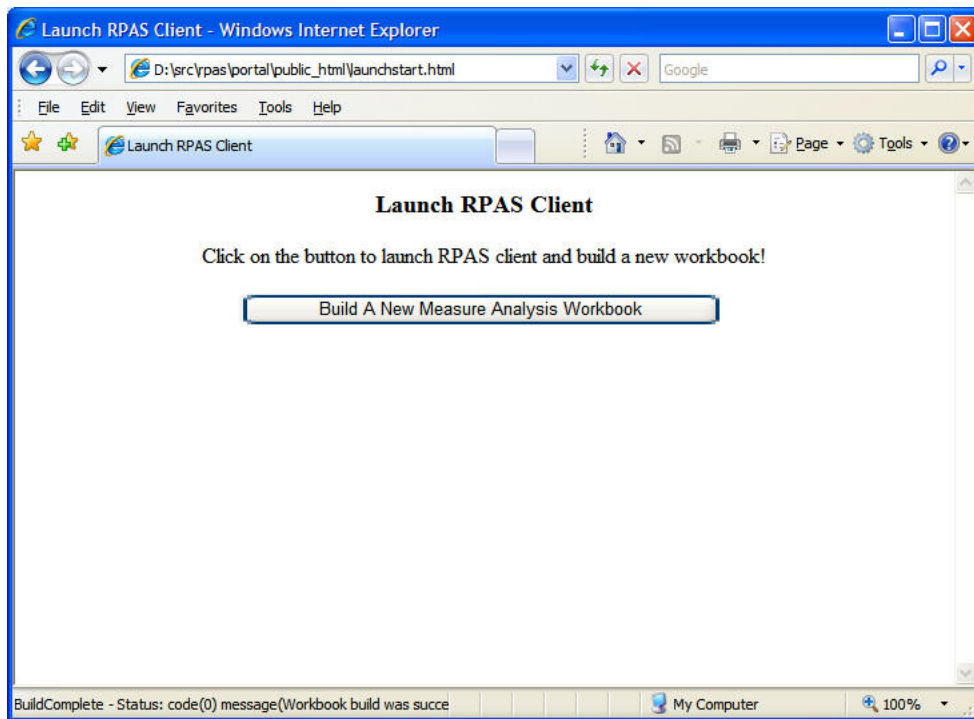 Launch RPAS Client - Windows Internet Explorer
D:\src\rpas\portal\public_html\launchstart.html
Google
File Edit View Favorites Tools Help
Launch RPAS Client
Page Tools
Launch RPAS Client
Click on the button to launch RPAS client and build a new workbook!
Build A New Measure Analysis Workbook
BuildComplete - Status: code(0) message(Workbook build was succe
My Computer
100%